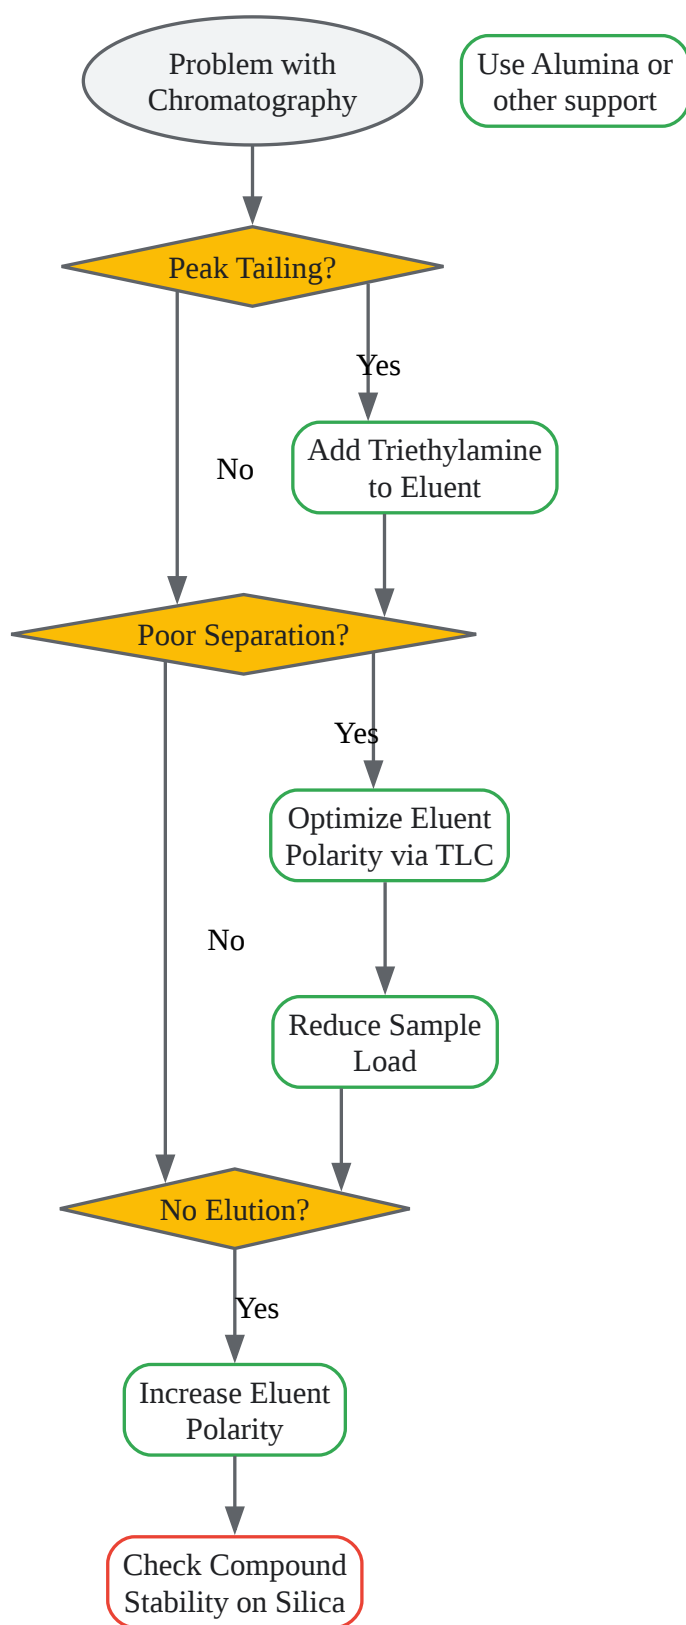 Problem with
Chromatography
Use Alumina or
other support
Peak Tailing?
Yes
Add Triethylamine
to Eluent
No
Poor Separation?
Yes
Optimize Eluent
Polarity via TLC
No
Reduce Sample
Load
No Elution?
Yes
Increase Eluent
Polarity
Check Compound
Stability on Silica